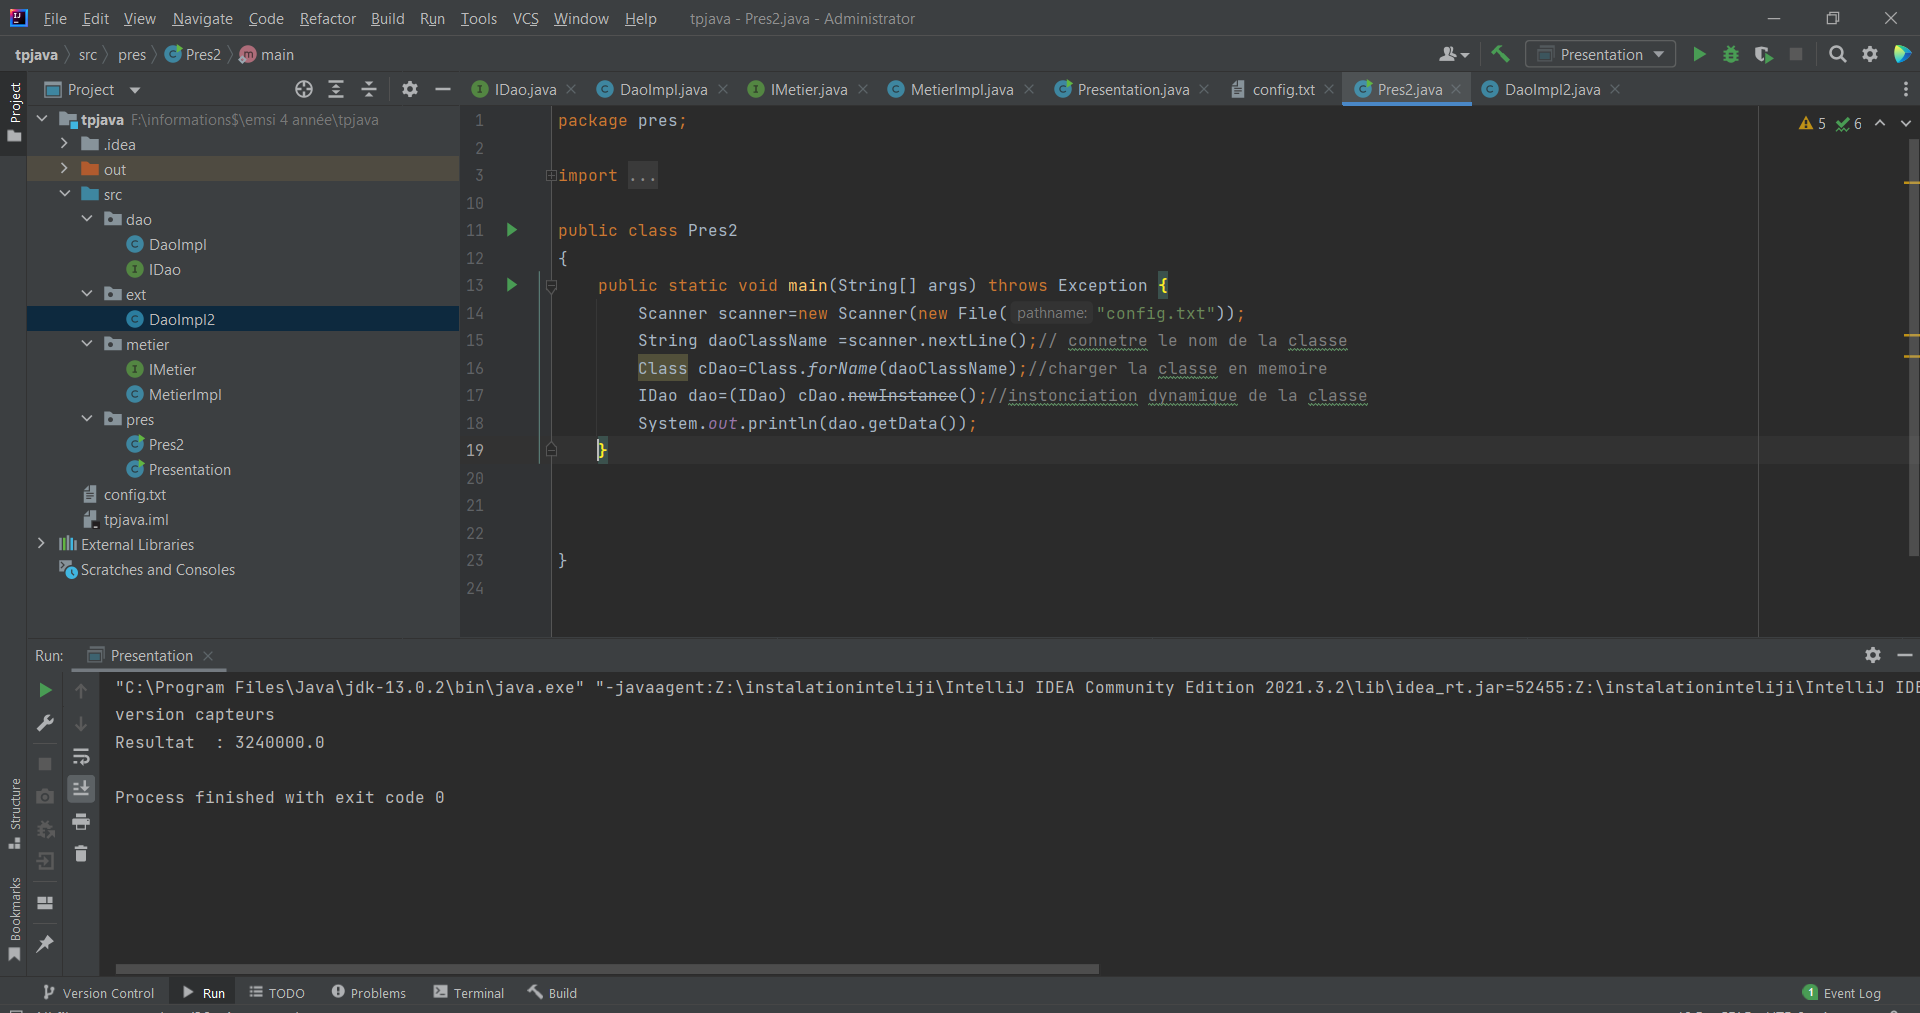 File Edit View Navigate Code Refactor Build Run Tools VCS Window Help tpjava - Pres2.java - Administrator
tpjava src pres Pres2 main Presentation
Project IDao.java DaoImpl.java IMetier.java MetierImpl.java Presentation.java config.txt Pres2.java DaoImpl2.java
Project
tpjava F:\informations$\emsi 4 année\tpjava
.idea
out
src
dao
DaoImpl
IDao
ext
DaoImpl2
metier
IMetier
MetierImpl
pres
Pres2
Presentation
config.txt
tpjava.iml
External Libraries
Scratches and Consoles
5 6
1 package pres;
2
3 import ...
10
11 public class Pres2
12 {
13 public static void main(String[] args) throws Exception {
14 Scanner scanner=new Scanner(new File( pathname: "config.txt"));
15 String daoClassName =scanner.nextLine();// connetre le nom de la classe
16 Class cDao=Class.forName(daoClassName);//charger la classe en memoire
17 IDao dao=(IDao) cDao.newInstance();//instonciation dynamique de la classe
18 System.out.println(dao.getData());
19 }
20
21
22
23 }
24
Run: Presentation
"C:\Program Files\Java\jdk-13.0.2\bin\java.exe" "-javaagent:Z:\instalationinteliji\IntelliJ IDEA Community Edition 2021.3.2\lib\idea_rt.jar=52455:Z:\instalationinteliji\IntelliJ IDE
version capteurs
Resultat : 3240000.0
Process finished with exit code 0
Structure
Bookmarks
Version Control Run TODO Problems Terminal Build 1 Event Log